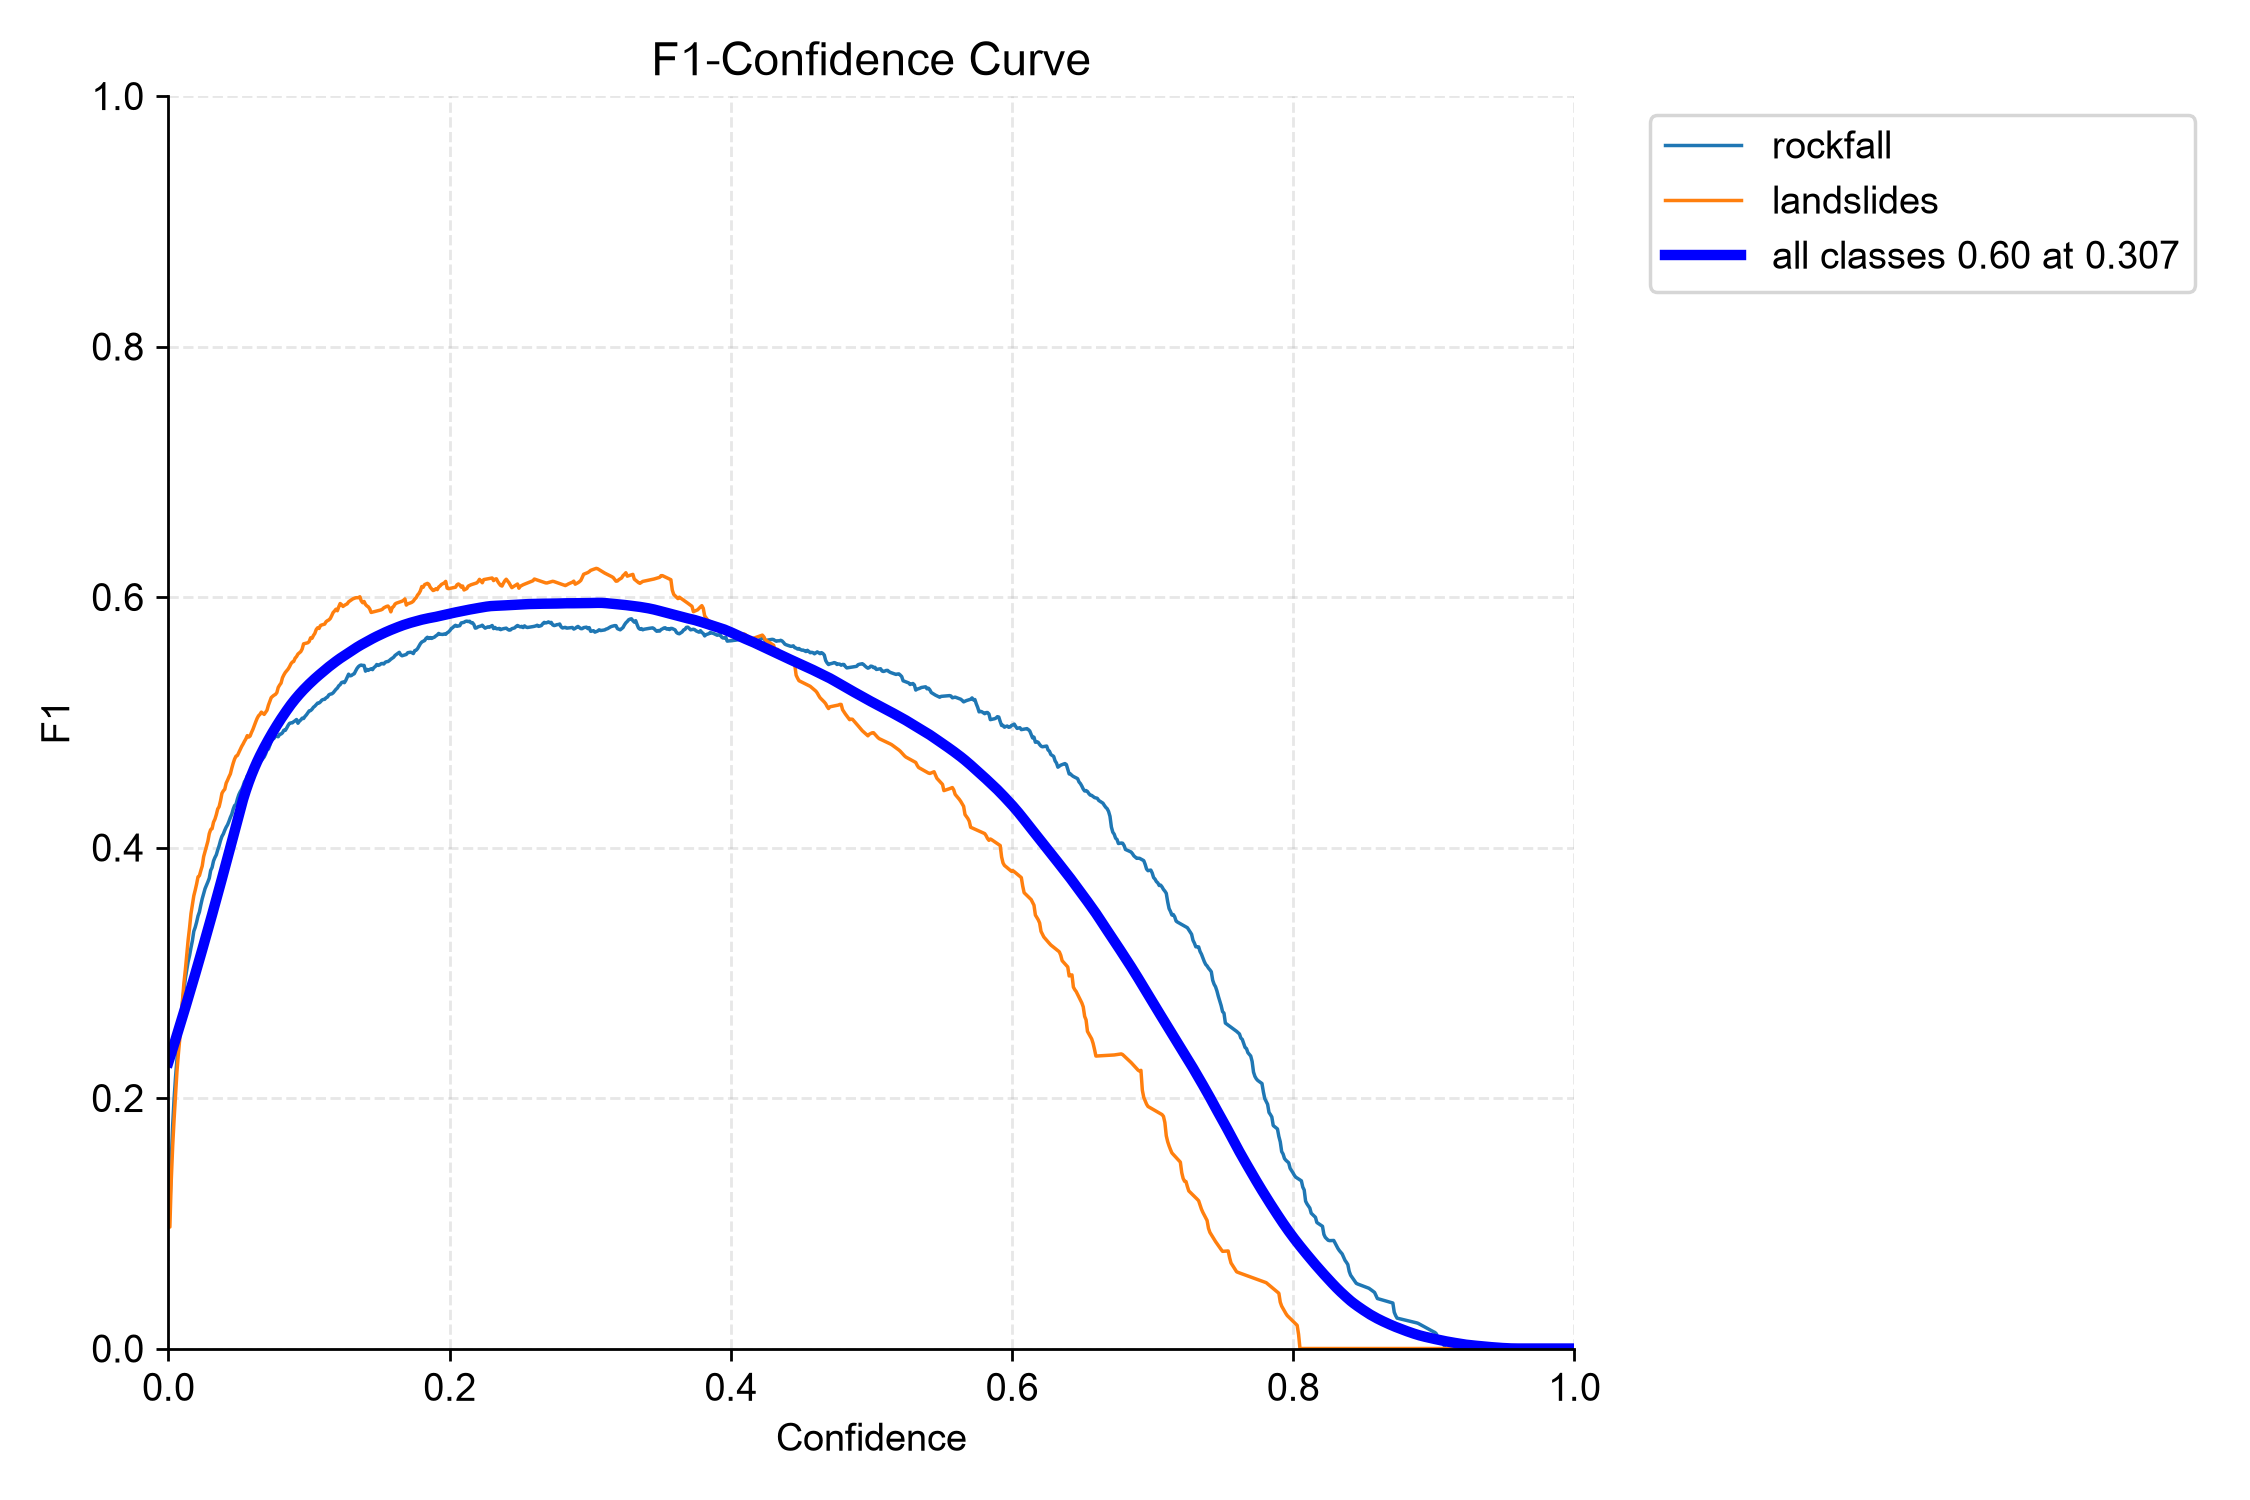 F1-Confidence Curve
1.0
0.8
0.6
0.4
0.2
0.0
F1
0.0 0.2 0.4 0.6 0.8 1.0
Confidence
rockfall
landslides
all classes 0.60 at 0.307